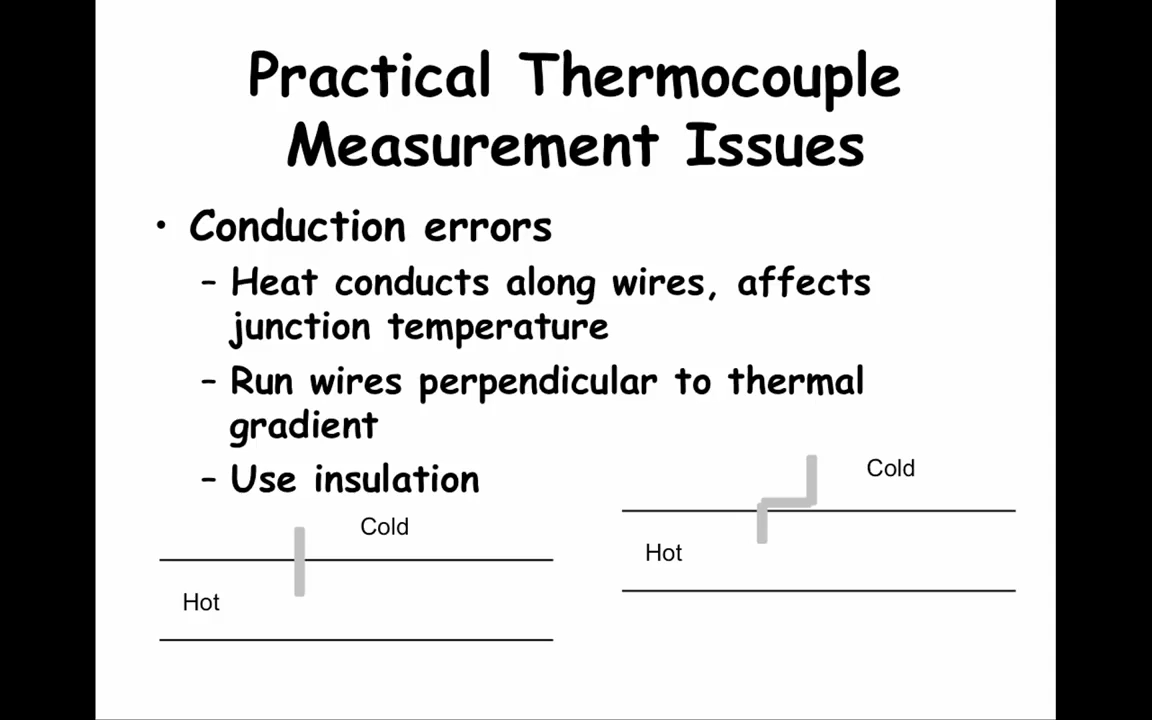 Practical Thermocouple
Measurement Issues
• Conduction errors
– Heat conducts along wires, affects
junction temperature
– Run wires perpendicular to thermal
gradient
– Use insulation
Cold
Hot
Cold
Hot